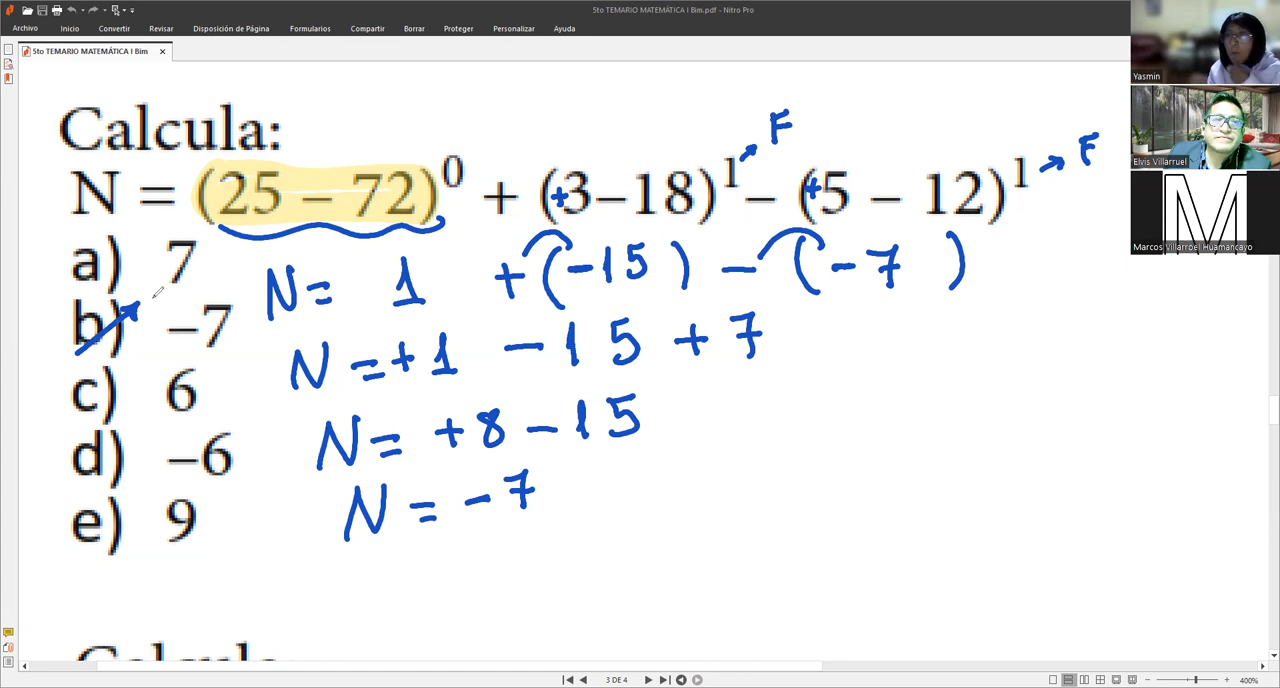 5to TEMARIO MATEMÁTICA I Bim.pdf - Nitro Pro
Archivo Inicio Convertir Revisar Disposición de Página Formularios Compartir Borrar Proteger Personalizar Ayuda
5to TEMARIO MATEMÁTICA I Bim
Yasmin
Elvis Villarruel
M
Marcos Villarroel Huamancayo
Calcula:
F
F
N = (25 – 72)⁰ + (+3–18)¹ – (+5 – 12)¹
a) 7
N = 1 + (-15) - (-7)
b) –7
N = +1 - 15 + 7
c) 6
N = +8 - 15
d) –6
N = -7
e) 9
3 DE 4
400%